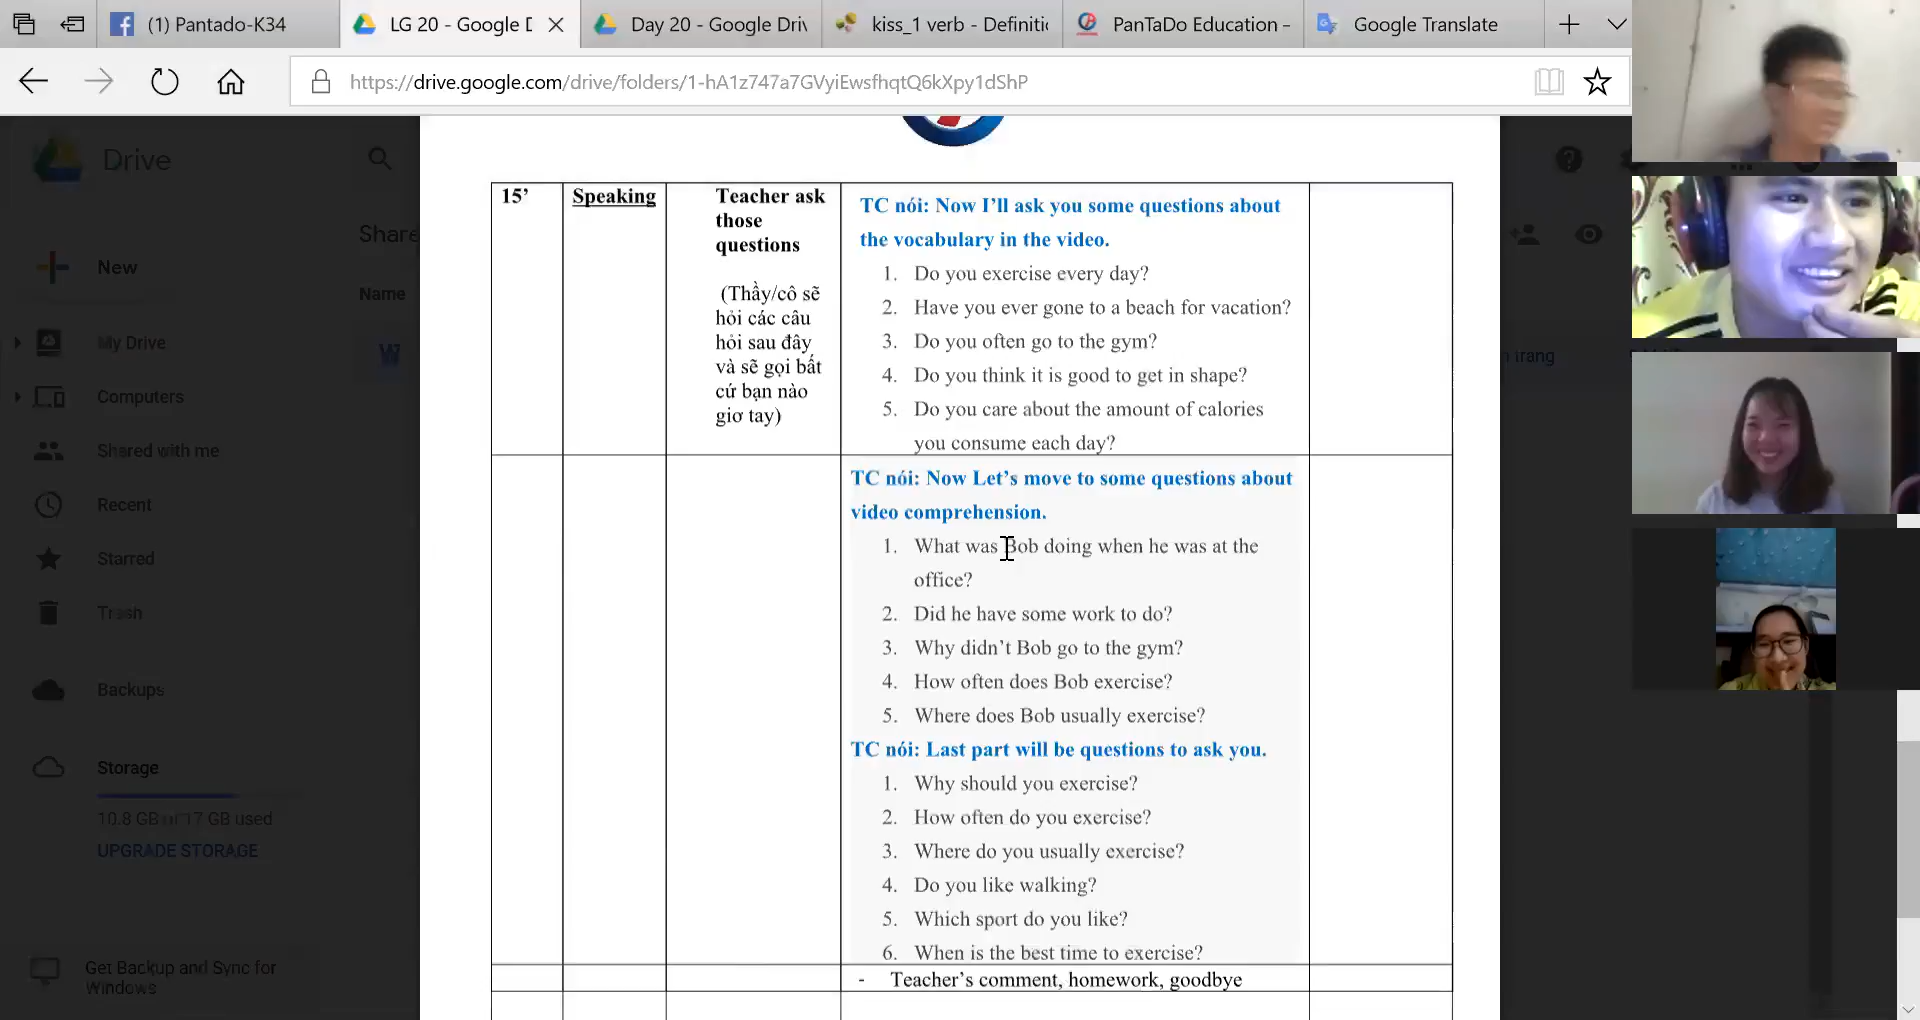 (1) Pantado-K34
LG 20 - Google D
Day 20 - Google Driv
kiss_1 verb - Definitic
PanTaDo Education –
Google Translate
https://drive.google.com/drive/folders/1-hA1z747a7GVyiEwsfhqtQ6kXpy1dShP
Drive
Share
New
Name
My Drive
Computers
Shared with me
Recent
Starred
Trash
Backups
Storage
10.8 GB of 17 GB used
UPGRADE STORAGE
Get Backup and Sync for
Windows
W
trang
15’
Speaking
Teacher ask
those
questions
(Thầy/cô sẽ
hỏi các câu
hỏi sau đây
và sẽ gọi bất
cứ bạn nào
giơ tay)
TC nói: Now I’ll ask you some questions about
the vocabulary in the video.
1. Do you exercise every day?
2. Have you ever gone to a beach for vacation?
3. Do you often go to the gym?
4. Do you think it is good to get in shape?
5. Do you care about the amount of calories
you consume each day?
TC nói: Now Let’s move to some questions about
video comprehension.
1. What was Bob doing when he was at the
office?
2. Did he have some work to do?
3. Why didn’t Bob go to the gym?
4. How often does Bob exercise?
5. Where does Bob usually exercise?
TC nói: Last part will be questions to ask you.
1. Why should you exercise?
2. How often do you exercise?
3. Where do you usually exercise?
4. Do you like walking?
5. Which sport do you like?
6. When is the best time to exercise?
- Teacher’s comment, homework, goodbye